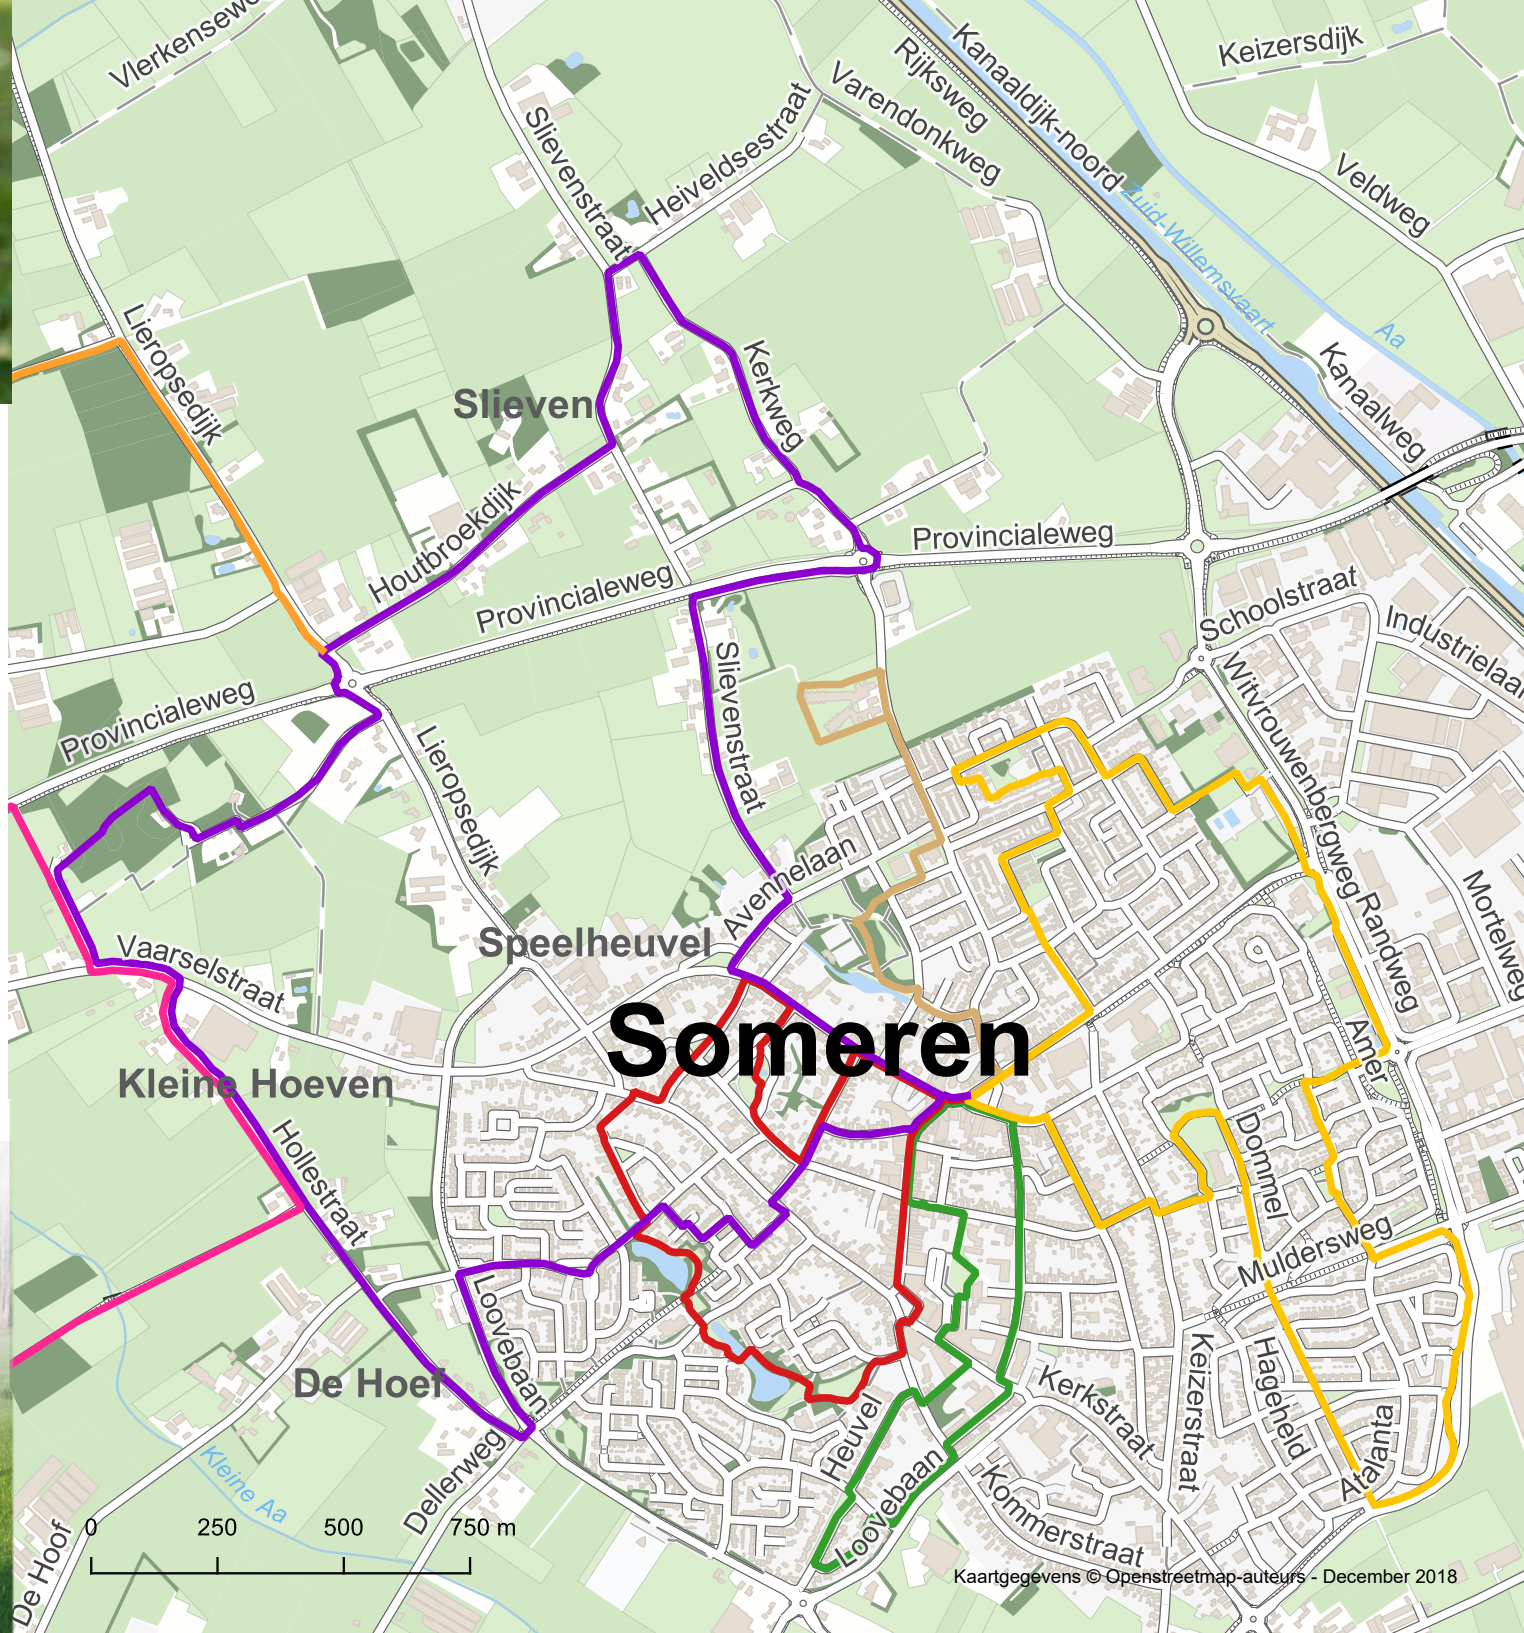 Vlerkenseweg
Keizersdijk
Kanaaldijk-noord
Rijksweg
Varendonkweg
Slievenstraat
Heiveldsestraat
Veldweg
Zuid-Willemsvaart
Aa
Lieropsedijk
Kanaalweg
Kerkweg
Slieven
Houtbroekdijk
Provincialeweg
Provincialeweg
Schoolstraat
Industrielaan
Slievenstraat
Witvrouwenbergweg
Provincialeweg
Lieropsedijk
Avennelaan
Mortelweg
Randweg
Speelheuvel
Vaarselstraat
Someren
Amer
Kleine Hoeven
Hollestraat
Dommel
Muldersweg
Loovebaan
De Hoef
Keizerstraat
Hageheld
Kerkstraat
Atalanta
Heuvel
Loovebaan
Kommerstraat
Dellerweg
Kleine Aa
De Hoof
0 250 500 750 m
Kaartgegevens © Openstreetmap-auteurs - December 2018